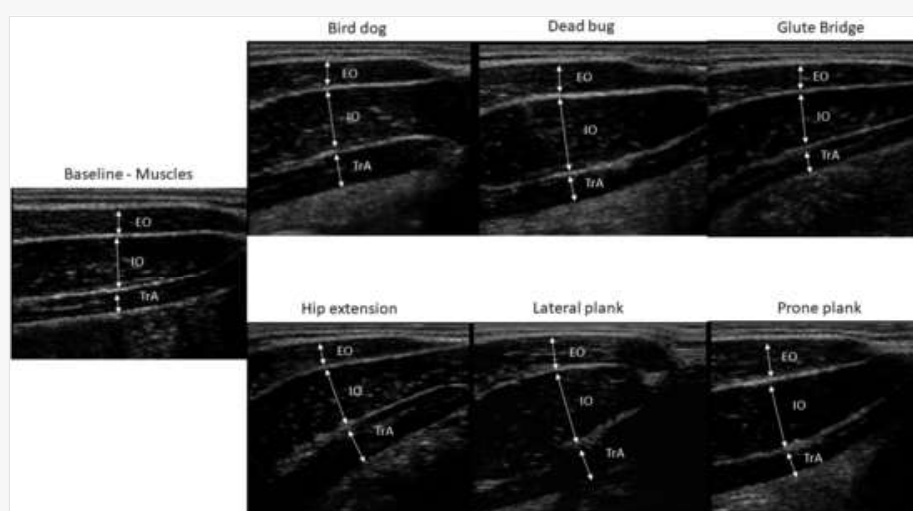 Bird dog
Dead bug
Glute Bridge
EO
IO
TrA
EO
IO
TrA
EO
IO
TrA
Baseline - Muscles
EO
IO
TrA
Hip extension
Lateral plank
Prone plank
EO
IO
TrA
EO
IO
TrA
EO
IO
TrA